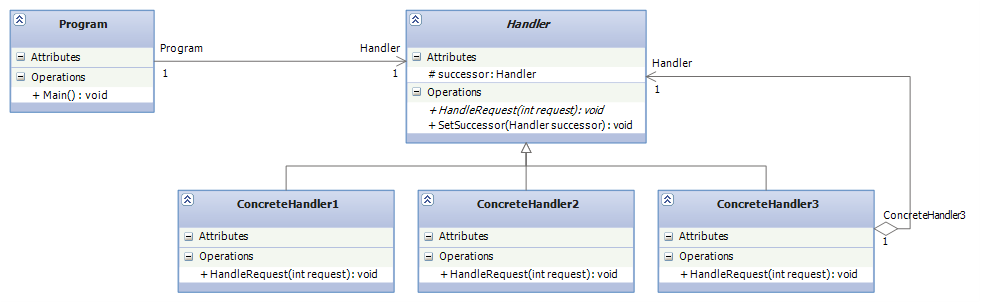 Program
Attributes
Operations
+ Main() : void
Program
1
Handler
1
Handler
Attributes
# successor: Handler
Operations
+ HandleRequest(int request): void
+ SetSuccessor(Handler successor): void
Handler
1
ConcreteHandler1
Attributes
Operations
+ HandleRequest(int request): void
ConcreteHandler2
Attributes
Operations
+ HandleRequest(int request): void
ConcreteHandler3
Attributes
Operations
+ HandleRequest(int request): void
ConcreteHandler3
1